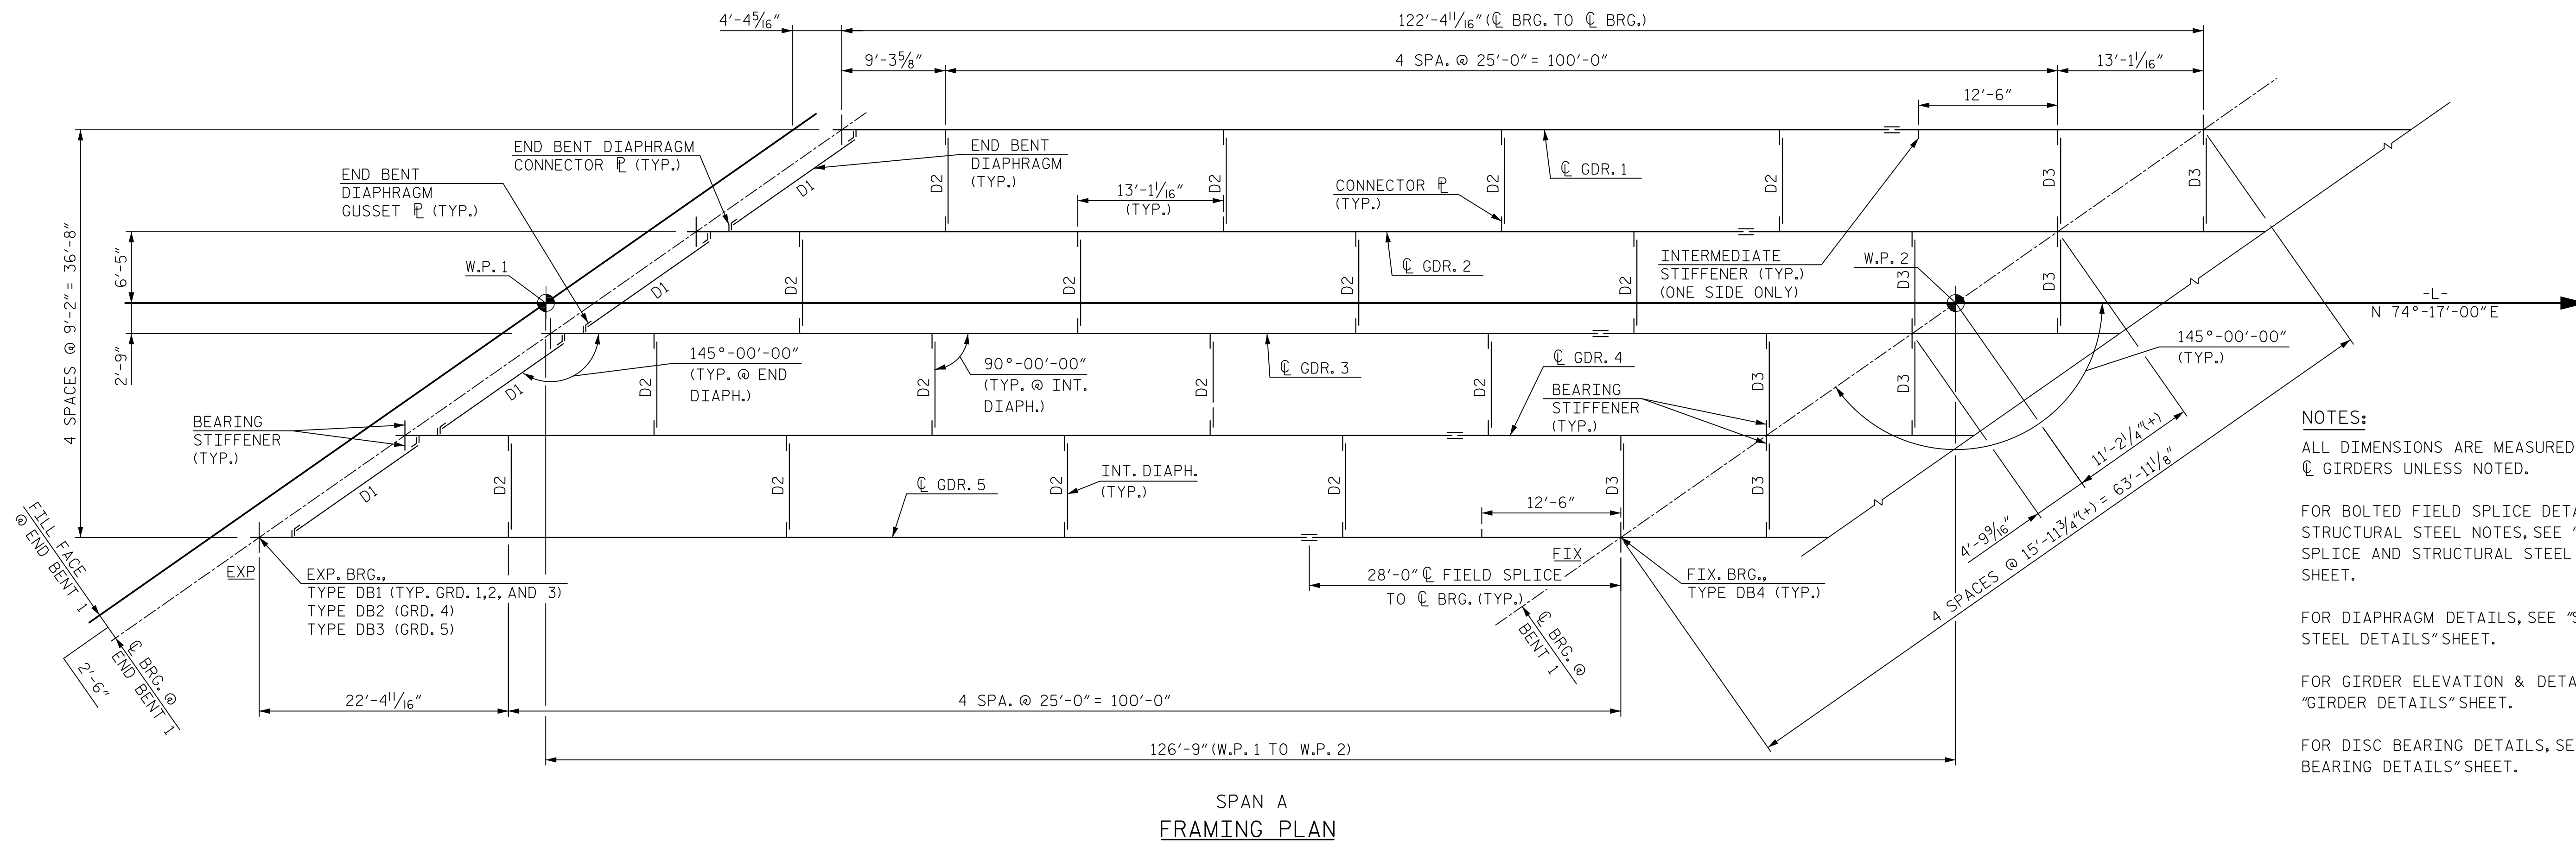 4'-4 5/16"
122'-4 11/16" (℄ BRG. TO ℄ BRG.)
9'-3 5/8"
4 SPA. @ 25'-0" = 100'-0"
13'-1 1/16"
12'-6"
END BENT DIAPHRAGM
CONNECTOR ⅊ (TYP.)
END BENT
DIAPHRAGM
(TYP.)
END BENT
DIAPHRAGM
GUSSET ⅊ (TYP.)
℄ GDR. 1
CONNECTOR ⅊
(TYP.)
13'-1 1/16"
(TYP.)
D1
D2
D2
D2
D2
D3
D3
4 SPACES @ 9'-2" = 36'-8"
6'-5"
2'-9"
W.P. 1
D1
D2
D2
D2
D2
D3
D3
℄ GDR. 2
INTERMEDIATE
STIFFENER (TYP.)
(ONE SIDE ONLY)
W.P. 2
-L-
N 74°-17'-00" E
145°-00'-00"
(TYP. @ END
DIAPH.)
90°-00'-00"
(TYP. @ INT.
DIAPH.)
℄ GDR. 3
℄ GDR. 4
145°-00'-00"
(TYP.)
D1
D2
D2
D2
D2
D3
D3
BEARING
STIFFENER
(TYP.)
BEARING
STIFFENER
(TYP.)
D1
D2
D2
D2
D2
D3
D3
INT. DIAPH.
(TYP.)
℄ GDR. 5
12'-6"
11'-2 1/4"(+)
4'-9 9/16"
4 SPACES @ 15'-11 3/4"(+) = 63'-11 1/8"
FILL FACE
@ END BENT 1
EXP
EXP. BRG.,
TYPE DB1 (TYP. GRD. 1,2, AND 3)
TYPE DB2 (GRD. 4)
TYPE DB3 (GRD. 5)
FIX
28'-0" ℄ FIELD SPLICE
TO ℄ BRG. (TYP.)
FIX. BRG.,
TYPE DB4 (TYP.)
℄ BRG. @
BENT 1
2'-6"
℄ BRG. @
END BENT 1
22'-4 11/16"
4 SPA. @ 25'-0" = 100'-0"
126'-9" (W.P. 1 TO W.P. 2)
NOTES:
ALL DIMENSIONS ARE MEASURED
℄ GIRDERS UNLESS NOTED.
FOR BOLTED FIELD SPLICE DETA
STRUCTURAL STEEL NOTES, SEE "
SPLICE AND STRUCTURAL STEEL
SHEET.
FOR DIAPHRAGM DETAILS, SEE "S
STEEL DETAILS" SHEET.
FOR GIRDER ELEVATION & DETA
"GIRDER DETAILS" SHEET.
FOR DISC BEARING DETAILS, SE
BEARING DETAILS" SHEET.
SPAN A
FRAMING PLAN